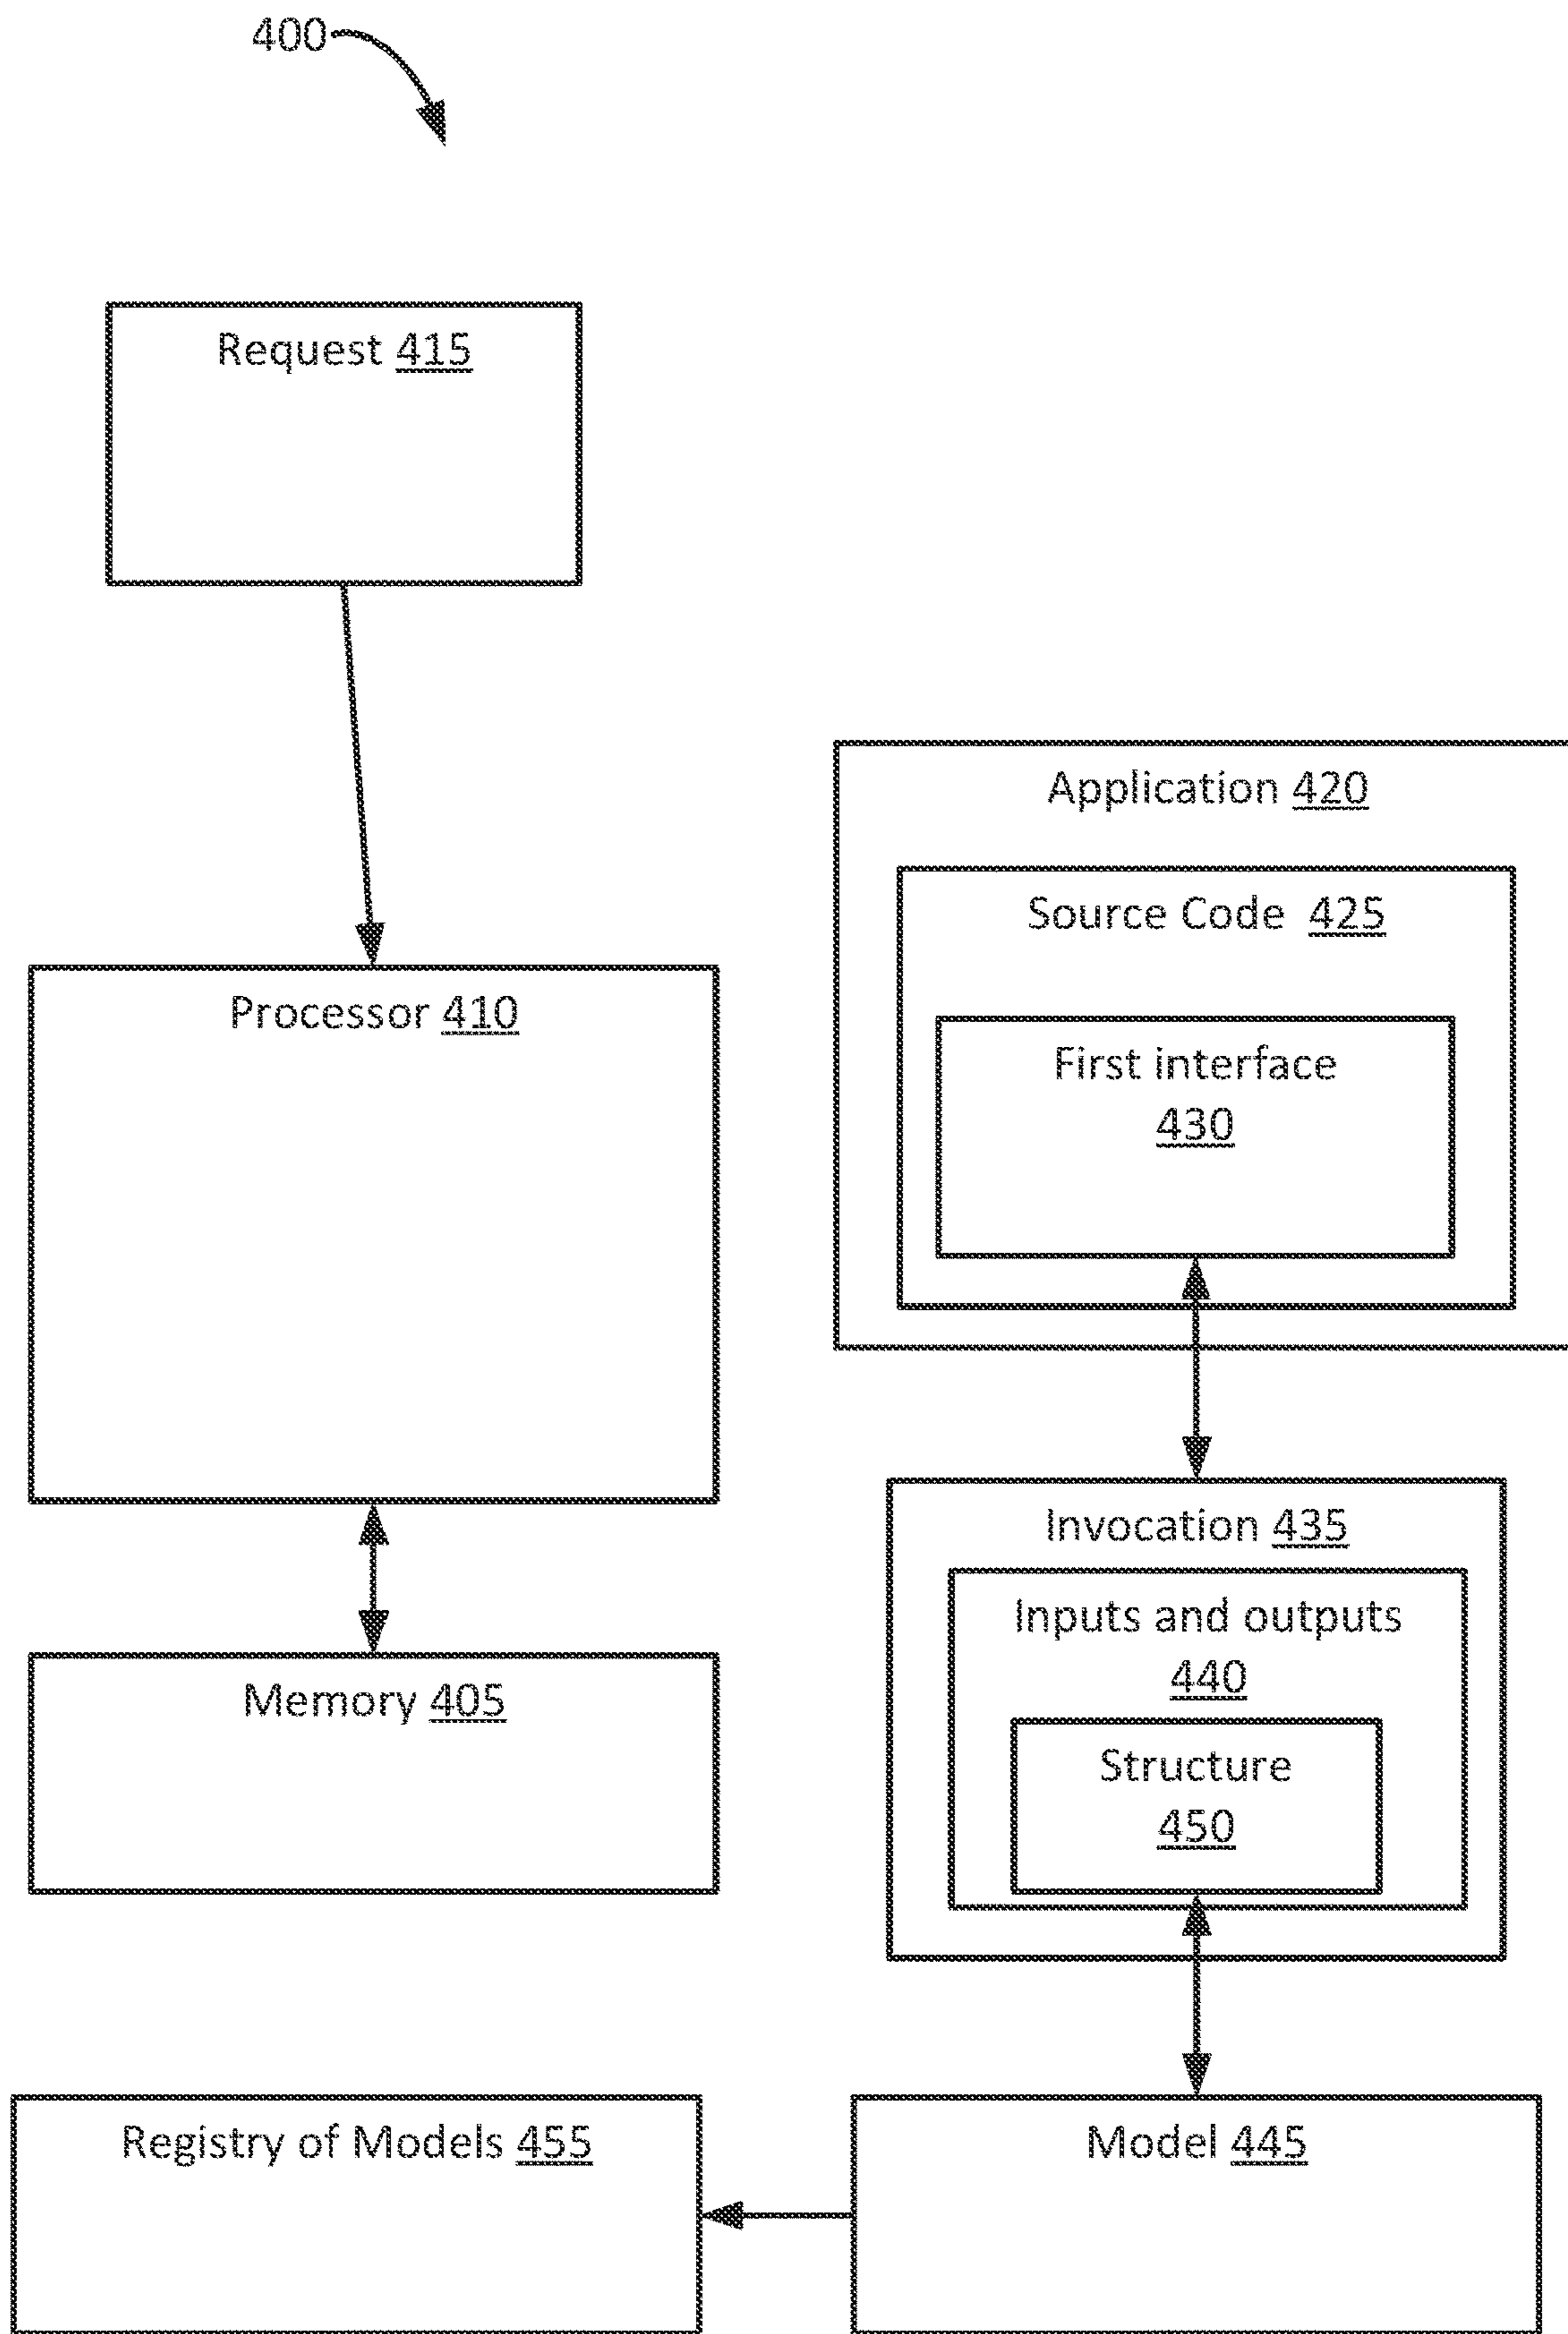 400
Request 415
Application 420
Source Code 425
Processor 410
First interface
430
Invocation 435
Inputs and outputs
440
Memory 405
Structure
450
Registry of Models 455
Model 445